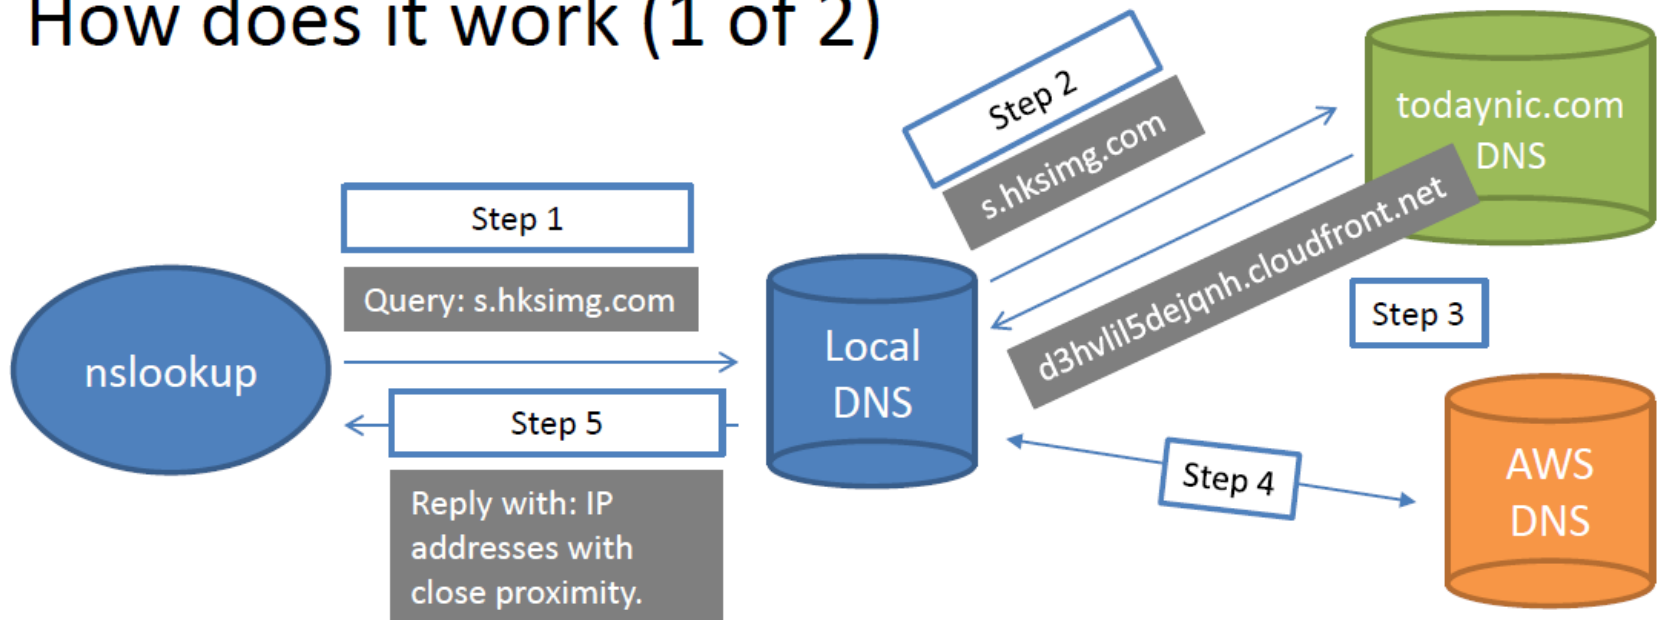 How does it work (1 of 2)
Step 1
Query: s.hksimg.com
nslookup
Step 5
Reply with: IP
addresses with
close proximity.
Local
DNS
Step 2
s.hksimg.com
todaynic.com
DNS
d3hvlil5dejqnh.cloudfront.net
Step 3
Step 4
AWS
DNS